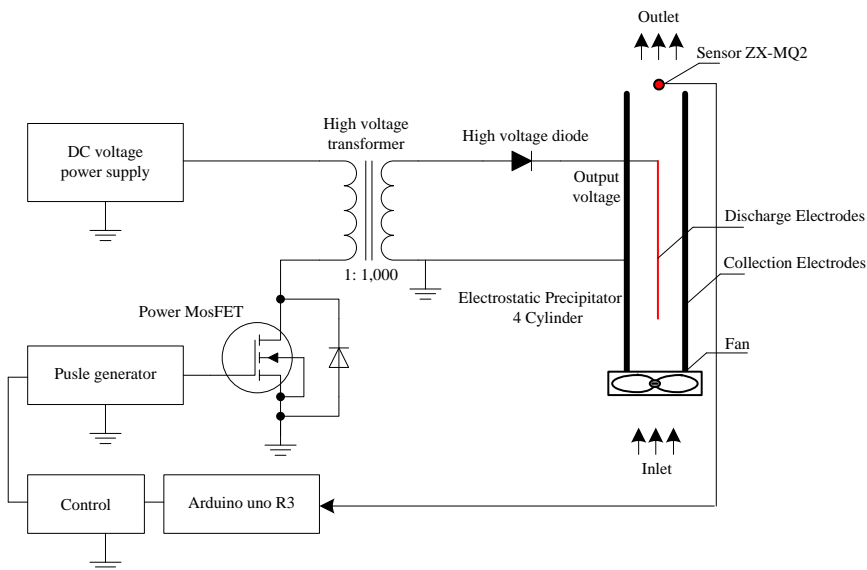 Outlet
Sensor ZX-MQ2
High voltage
transformer
High voltage diode
DC voltage
power supply
Output
voltage
Discharge Electrodes
1: 1,000
Collection Electrodes
Electrostatic Precipitator
4 Cylinder
Power MosFET
Fan
Pusle generator
Inlet
Control
Arduino uno R3